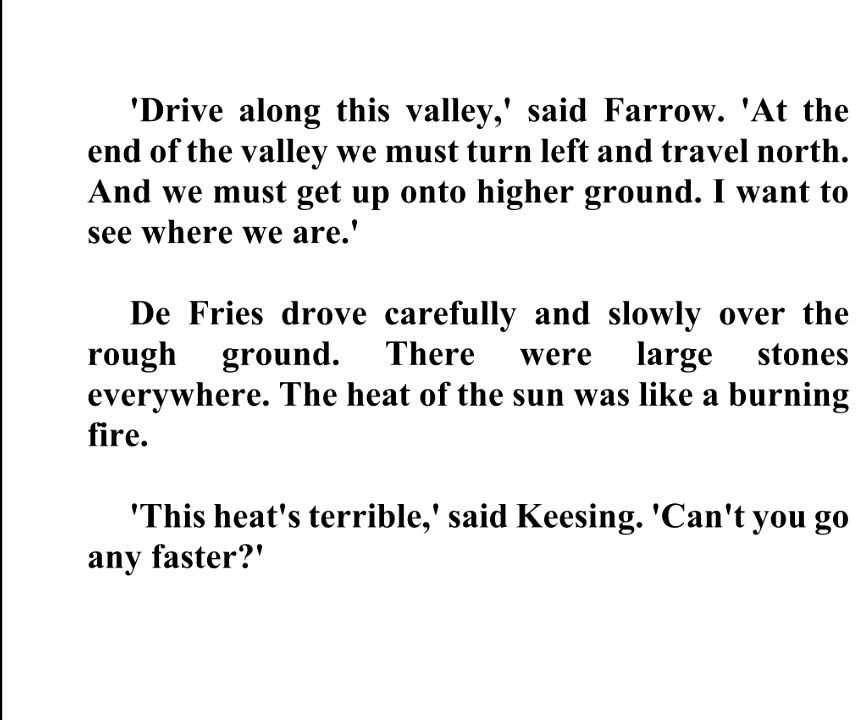 'Drive along this valley,' said Farrow. 'At the
end of the valley we must turn left and travel north.
And we must get up onto higher ground. I want to
see where we are.'
De Fries drove carefully and slowly over the
rough ground. There were large stones
everywhere. The heat of the sun was like a burning
fire.
'This heat's terrible,' said Keesing. 'Can't you go
any faster?'